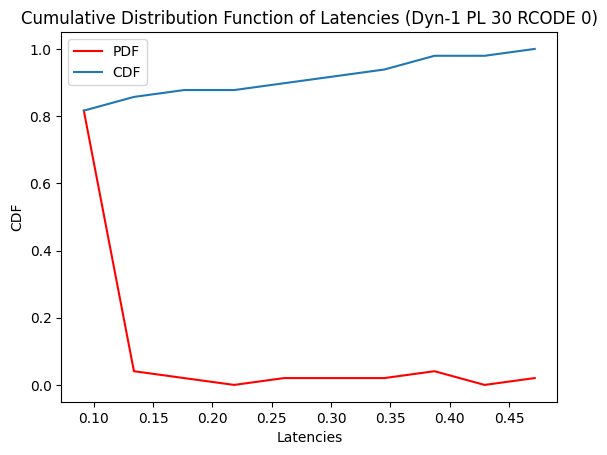 Cumulative Distribution Function of Latencies (Dyn-1 PL 30 RCODE 0)
PDF
CDF
1.0
0.8
0.6
0.4
0.2
0.0
CDF
0.10 0.15 0.20 0.25 0.30 0.35 0.40 0.45
Latencies